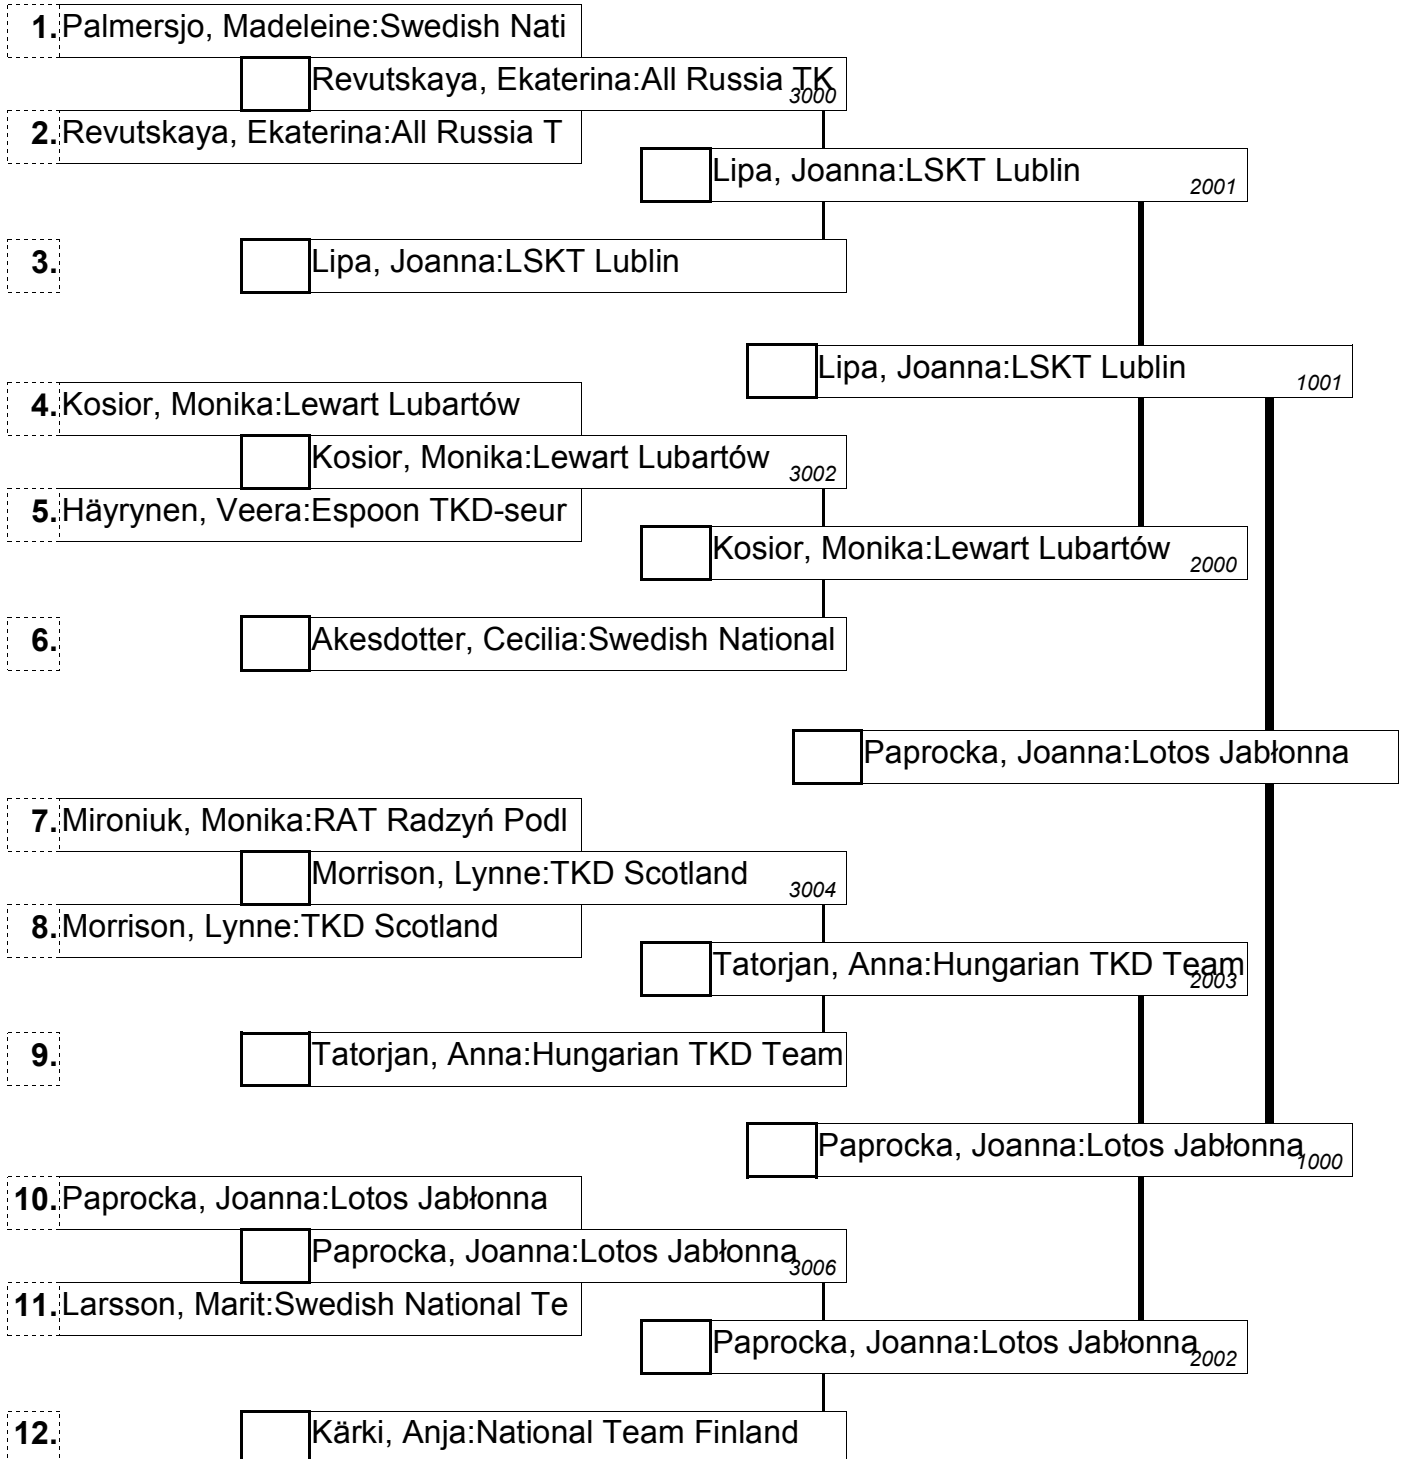 1. Palmersjo, Madeleine:Swedish Nati
Revutskaya, Ekaterina:All Russia TK
3000
2. Revutskaya, Ekaterina:All Russia T
Lipa, Joanna:LSKT Lublin 2001
3. Lipa, Joanna:LSKT Lublin
Lipa, Joanna:LSKT Lublin 1001
4. Kosior, Monika:Lewart Lubartów
Kosior, Monika:Lewart Lubartów 3002
5. Häyrynen, Veera:Espoon TKD-seur
Kosior, Monika:Lewart Lubartów 2000
6. Akesdotter, Cecilia:Swedish National
Paprocka, Joanna:Lotos Jabłonna
7. Mironiuk, Monika:RAT Radzyń Podl
Morrison, Lynne:TKD Scotland 3004
8. Morrison, Lynne:TKD Scotland
Tatorjan, Anna:Hungarian TKD Team
2003
9. Tatorjan, Anna:Hungarian TKD Team
Paprocka, Joanna:Lotos Jabłonna 1000
10. Paprocka, Joanna:Lotos Jabłonna
Paprocka, Joanna:Lotos Jabłonna 3006
11. Larsson, Marit:Swedish National Te
Paprocka, Joanna:Lotos Jabłonna 2002
12. Kärki, Anja:National Team Finland